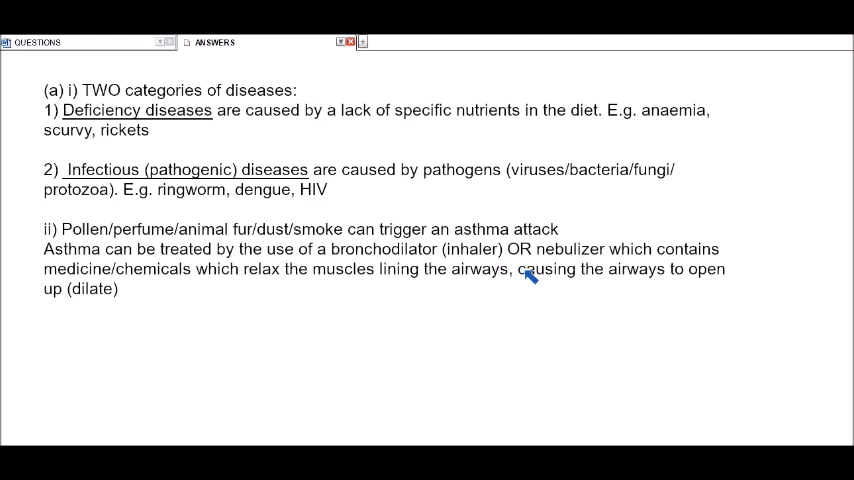 QUESTIONS
ANSWERS
(a) i) TWO categories of diseases:
1) Deficiency diseases are caused by a lack of specific nutrients in the diet. E.g. anaemia,
scurvy, rickets
2) Infectious (pathogenic) diseases are caused by pathogens (viruses/bacteria/fungi/
protozoa). E.g. ringworm, dengue, HIV
ii) Pollen/perfume/animal fur/dust/smoke can trigger an asthma attack
Asthma can be treated by the use of a bronchodilator (inhaler) OR nebulizer which contains
medicine/chemicals which relax the muscles lining the airways, causing the airways to open
up (dilate)